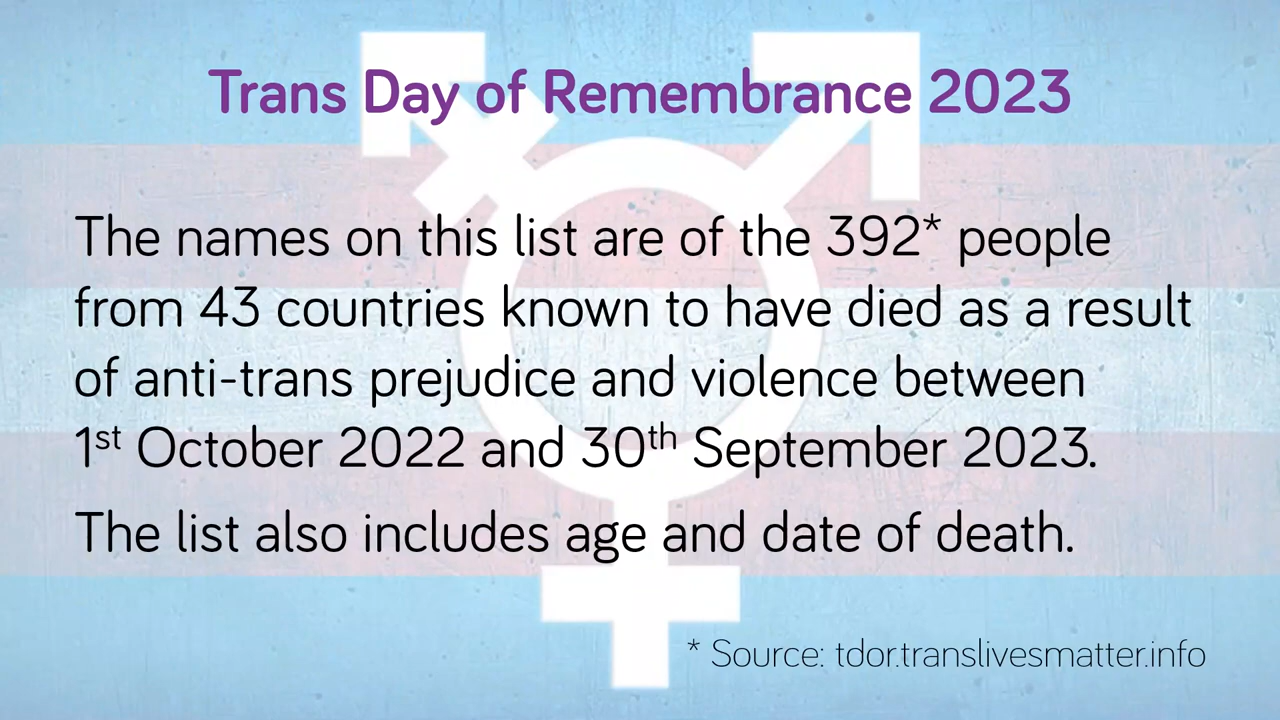 Trans Day of Remembrance 2023
The names on this list are of the 392* people
from 43 countries known to have died as a result
of anti-trans prejudice and violence between
1st October 2022 and 30th September 2023.
The list also includes age and date of death.
* Source: tdor.translivesmatter.info